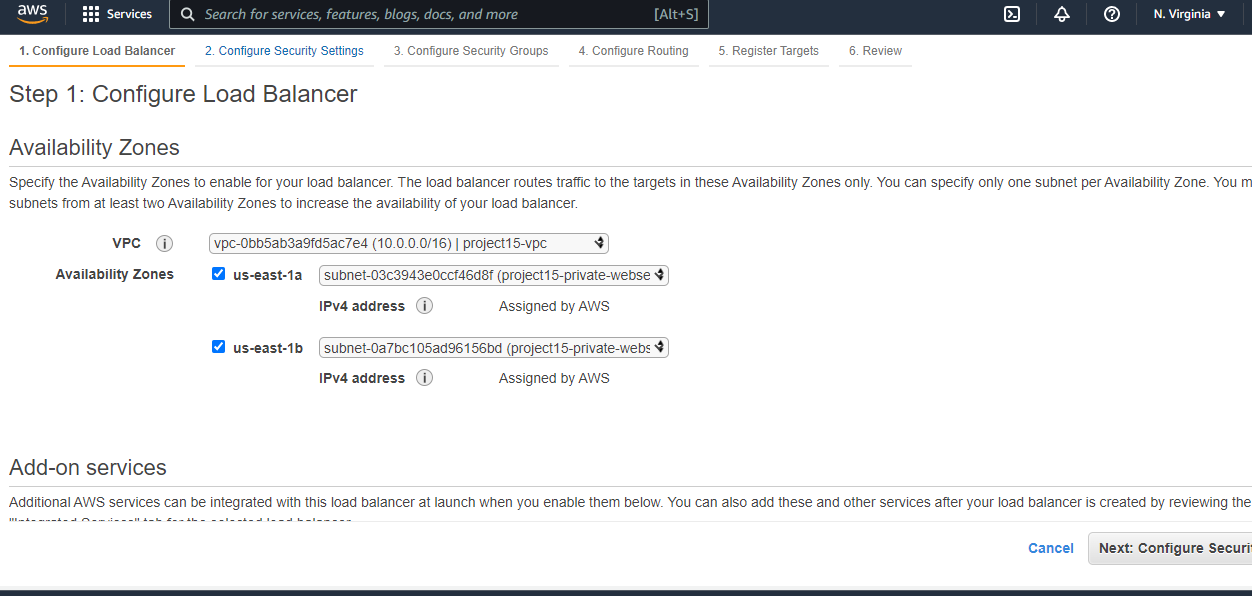 aws Services Search for services, features, blogs, docs, and more [Alt+S] N. Virginia
1. Configure Load Balancer 2. Configure Security Settings 3. Configure Security Groups 4. Configure Routing 5. Register Targets 6. Review
Step 1: Configure Load Balancer
Availability Zones
Specify the Availability Zones to enable for your load balancer. The load balancer routes traffic to the targets in these Availability Zones only. You can specify only one subnet per Availability Zone. You m
subnets from at least two Availability Zones to increase the availability of your load balancer.
VPC i vpc-0bb5ab3a9fd5ac7e4 (10.0.0.0/16) | project15-vpc
Availability Zones us-east-1a subnet-03c3943e0ccf46d8f (project15-private-webse
IPv4 address i Assigned by AWS
us-east-1b subnet-0a7bc105ad96156bd (project15-private-webs
IPv4 address i Assigned by AWS
Add-on services
Additional AWS services can be integrated with this load balancer at launch when you enable them below. You can also add these and other services after your load balancer is created by reviewing the
"Integrated Services" tab for the selected load balancer.
Cancel Next: Configure Securi